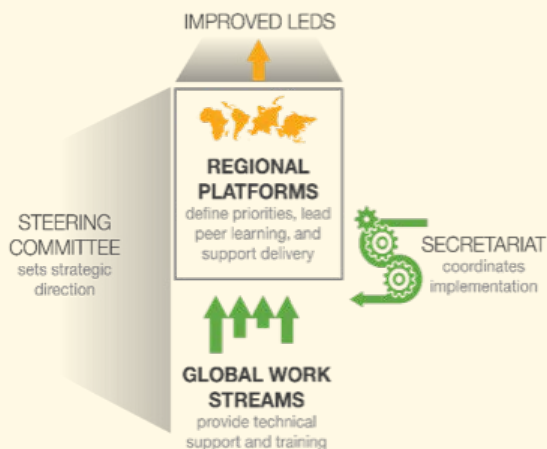 IMPROVED LEDS
REGIONAL
PLATFORMS
define priorities, lead
peer learning, and
support delivery
STEERING
COMMITTEE
sets strategic
direction
SECRETARIAT
coordinates
implementation
GLOBAL WORK
STREAMS
provide technical
support and training